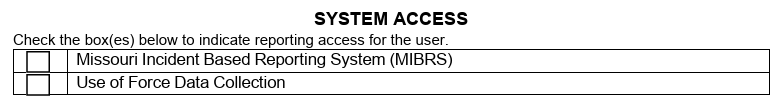 SYSTEM ACCESS
Check the box(es) below to indicate reporting access for the user.
Missouri Incident Based Reporting System (MIBRS)
Use of Force Data Collection